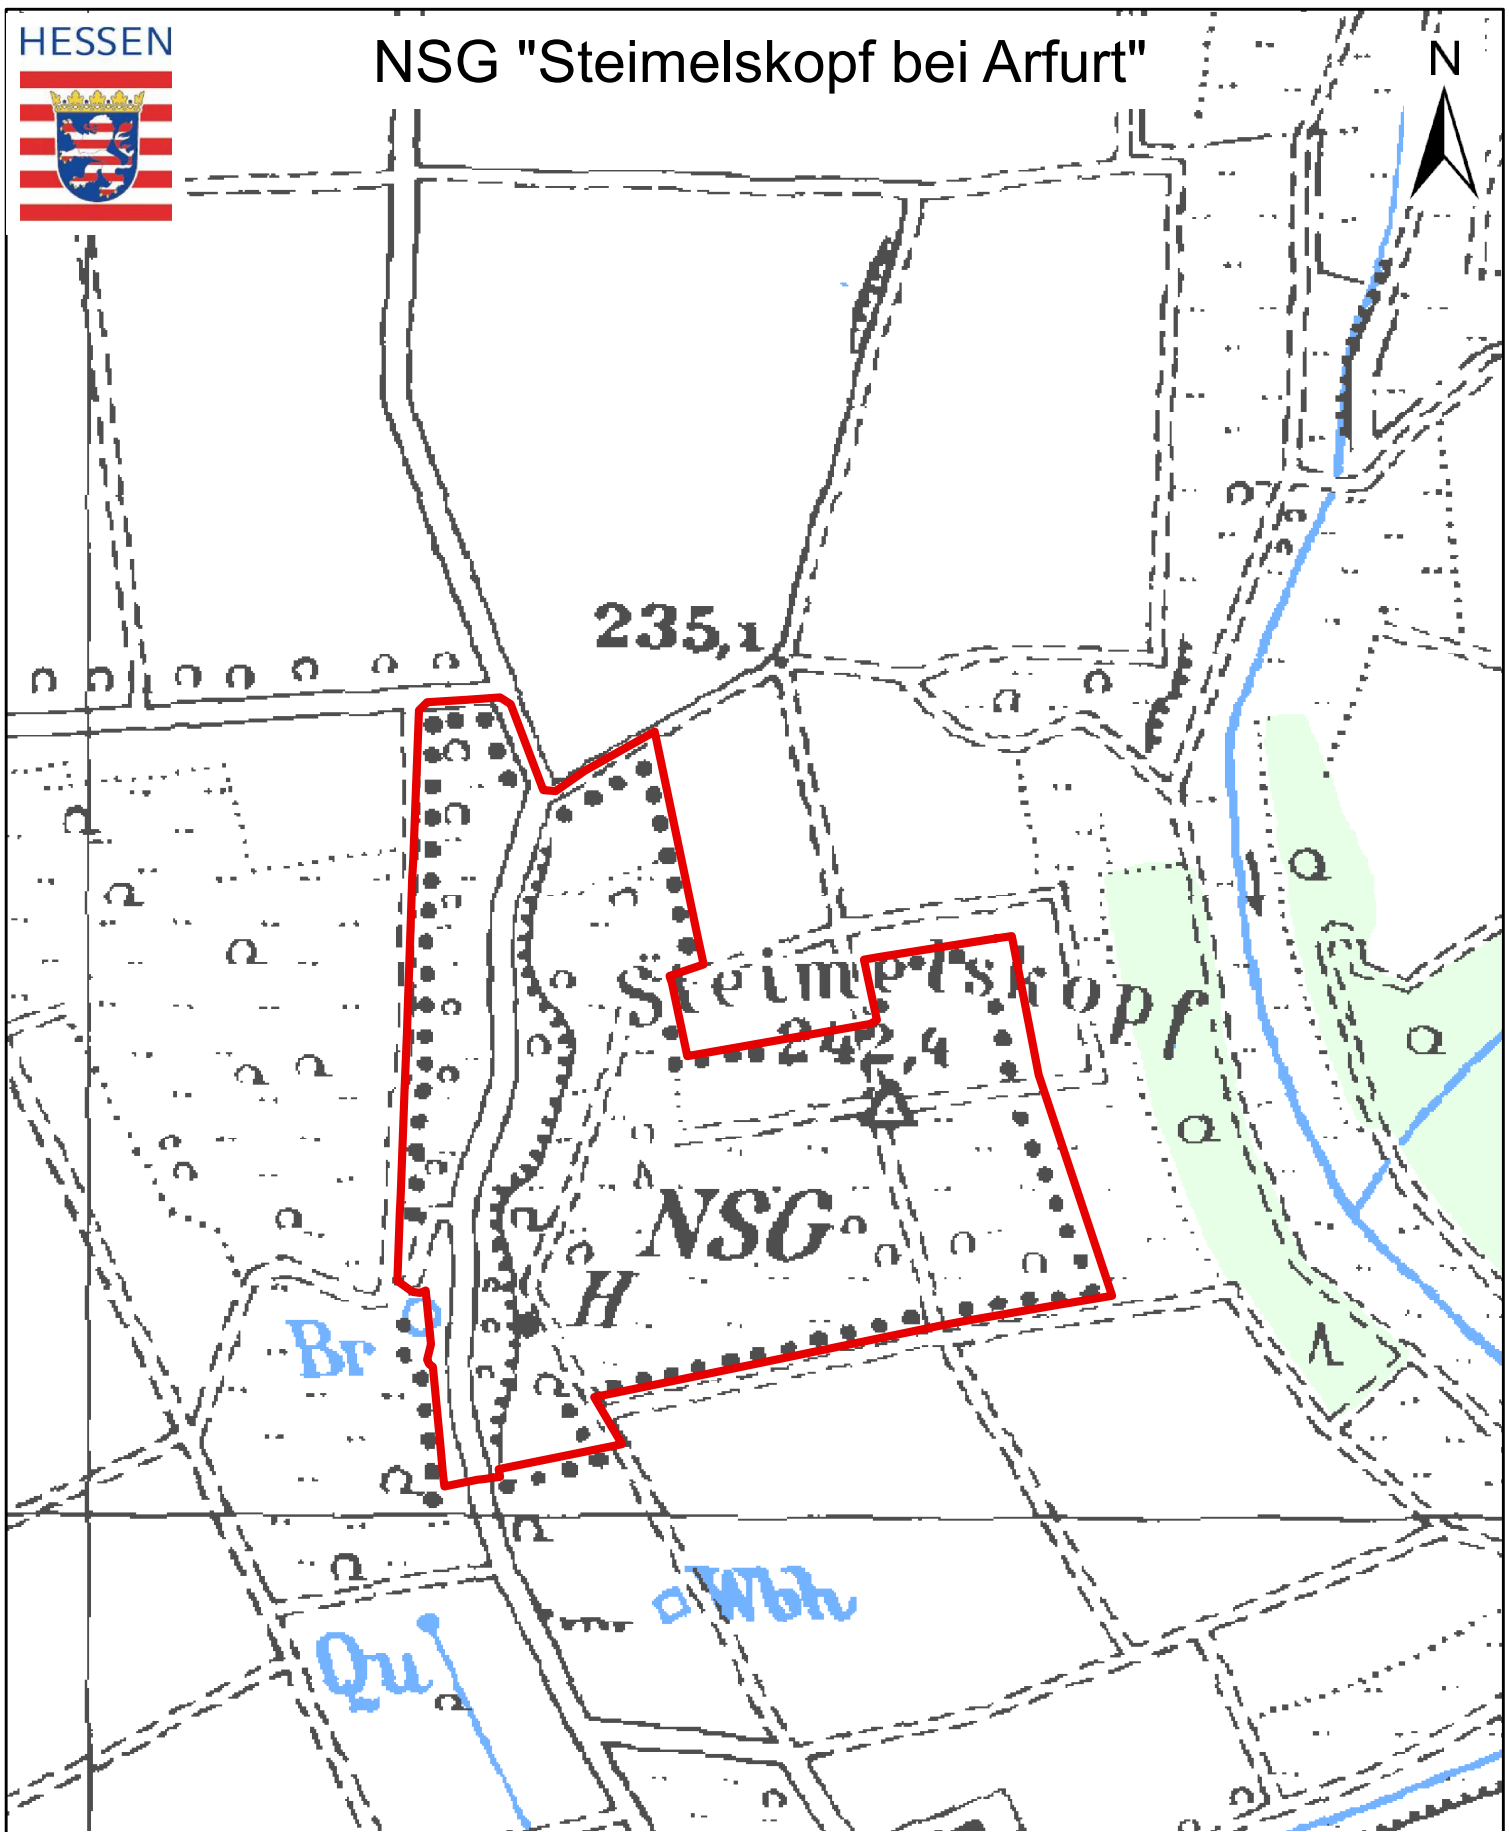 HESSEN
NSG "Steimelskopf bei Arfurt"
N
235,1
Steimelskopf
242,4
NSG
H
Br
Wbh
Qu